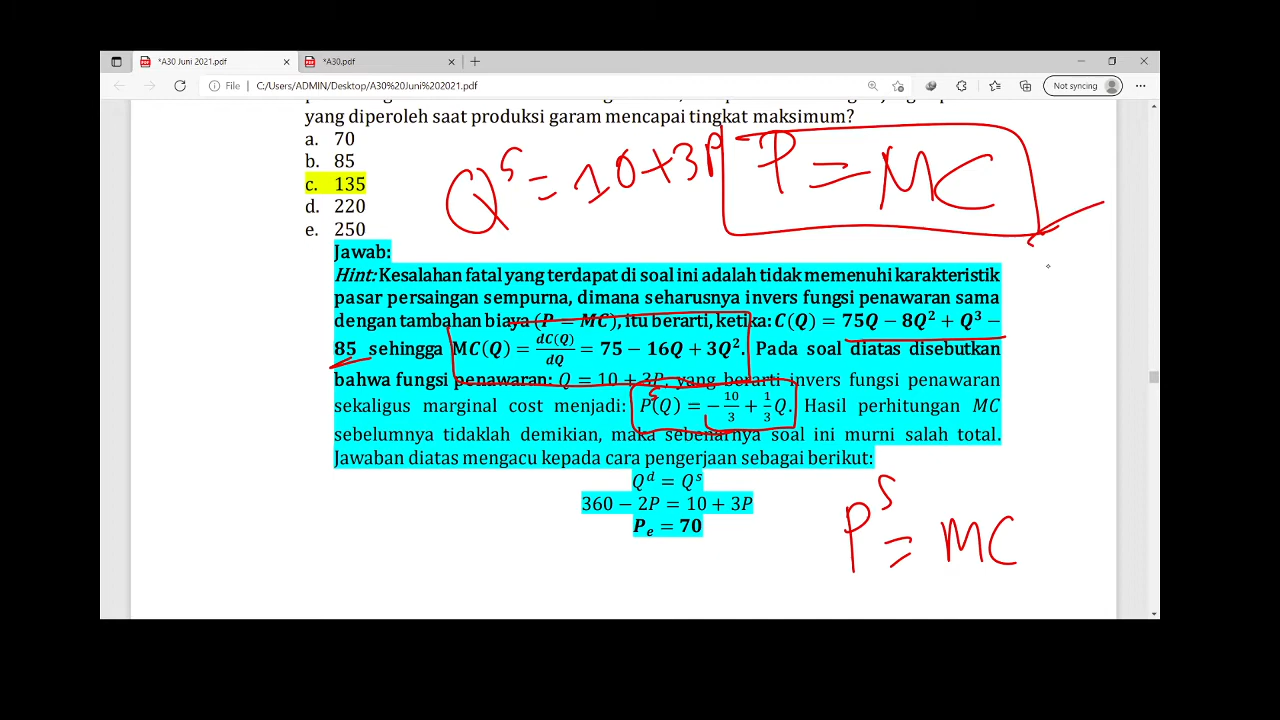 *A30 Juni 2021.pdf
*A30.pdf
File C:/Users/ADMIN/Desktop/A30%20Juni%202021.pdf
Not syncing
yang diperoleh saat produksi garam mencapai tingkat maksimum?
a. 70
b. 85
c. 135
d. 220
e. 250
Q^s = 10+3P
P = MC
Jawab:
Hint: Kesalahan fatal yang terdapat di soal ini adalah tidak memenuhi karakteristik
pasar persaingan sempurna, dimana seharusnya invers fungsi penawaran sama
dengan tambahan biaya (P = MC), itu berarti, ketika: C(Q) = 75Q − 8Q² + Q³ −
85 sehingga MC(Q) = dC(Q)/dQ = 75 − 16Q + 3Q². Pada soal diatas disebutkan
bahwa fungsi penawaran: Q = 10 + 3P, yang berarti invers fungsi penawaran
sekaligus marginal cost menjadi: P^s(Q) = −10/3 + 1/3 Q. Hasil perhitungan MC
sebelumnya tidaklah demikian, maka sebenarnya soal ini murni salah total.
Jawaban diatas mengacu kepada cara pengerjaan sebagai berikut:
Q^d = Q^s
360 − 2P = 10 + 3P
P_e = 70
P^s = MC